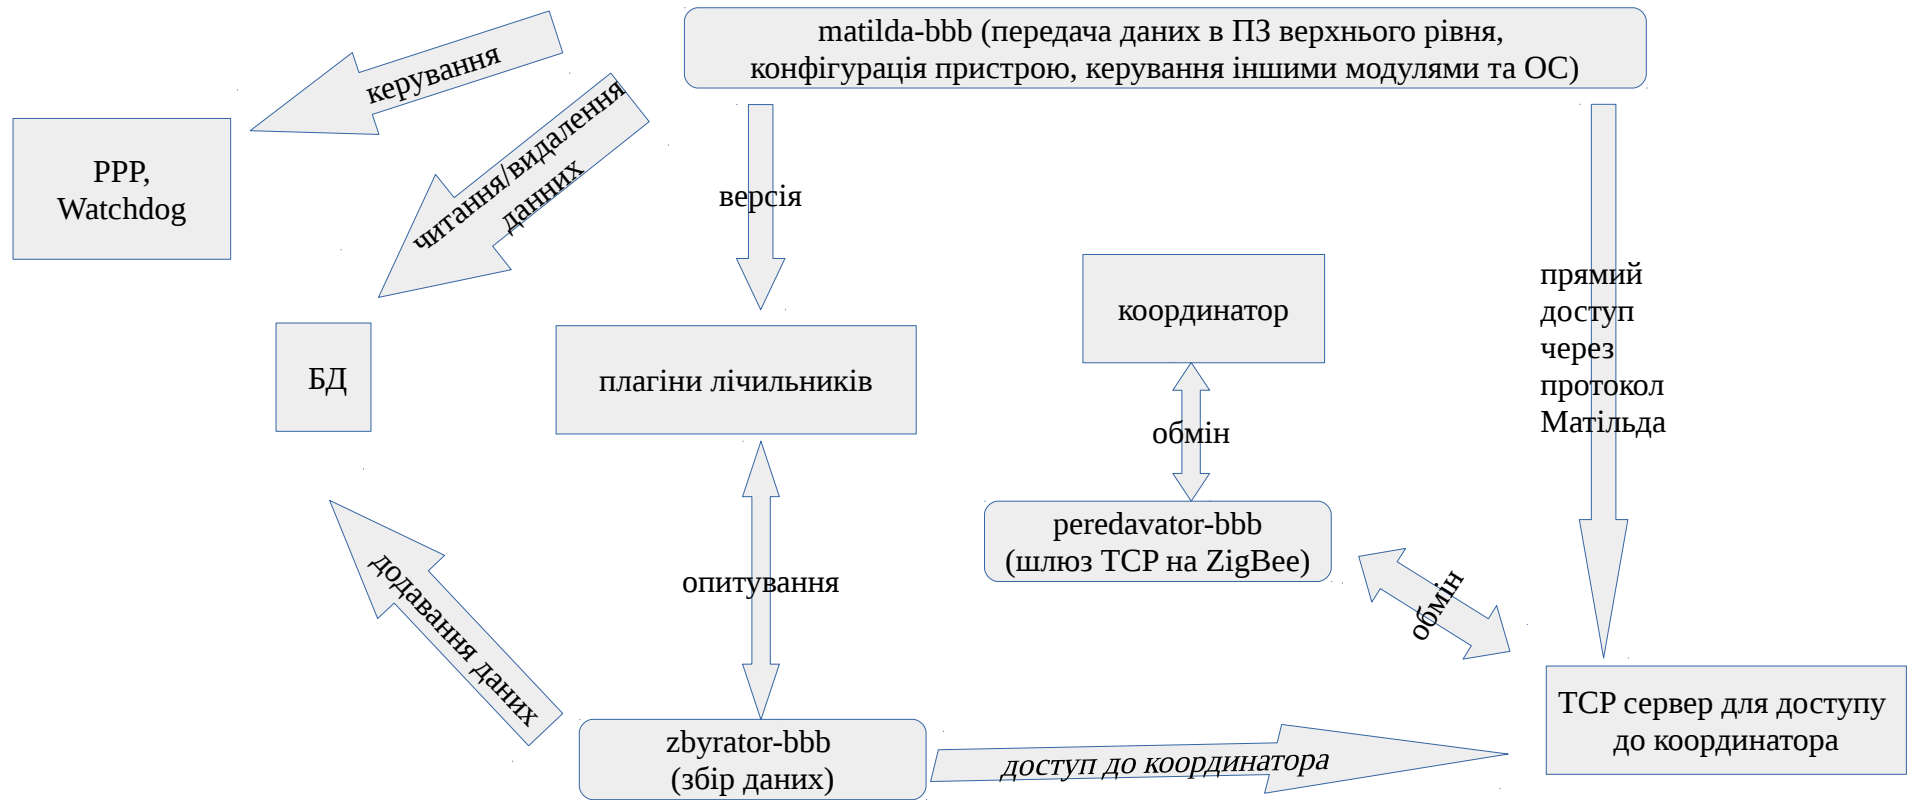 matilda-bbb (передача даних в ПЗ верхнього рівня,
конфігурація пристрою, керування іншими модулями та ОС)
керування
читання/видалення
данних
PPP,
Watchdog
версія
координатор
прямий
доступ
через
протокол
Матільда
БД
плагіни лічильників
обмін
peredavator-bbb
(шлюз TCP на ZigBee)
обмін
опитування
додавання даних
zbyrator-bbb
(збір даних)
доступ до координатора
TCP сервер для доступу
до координатора